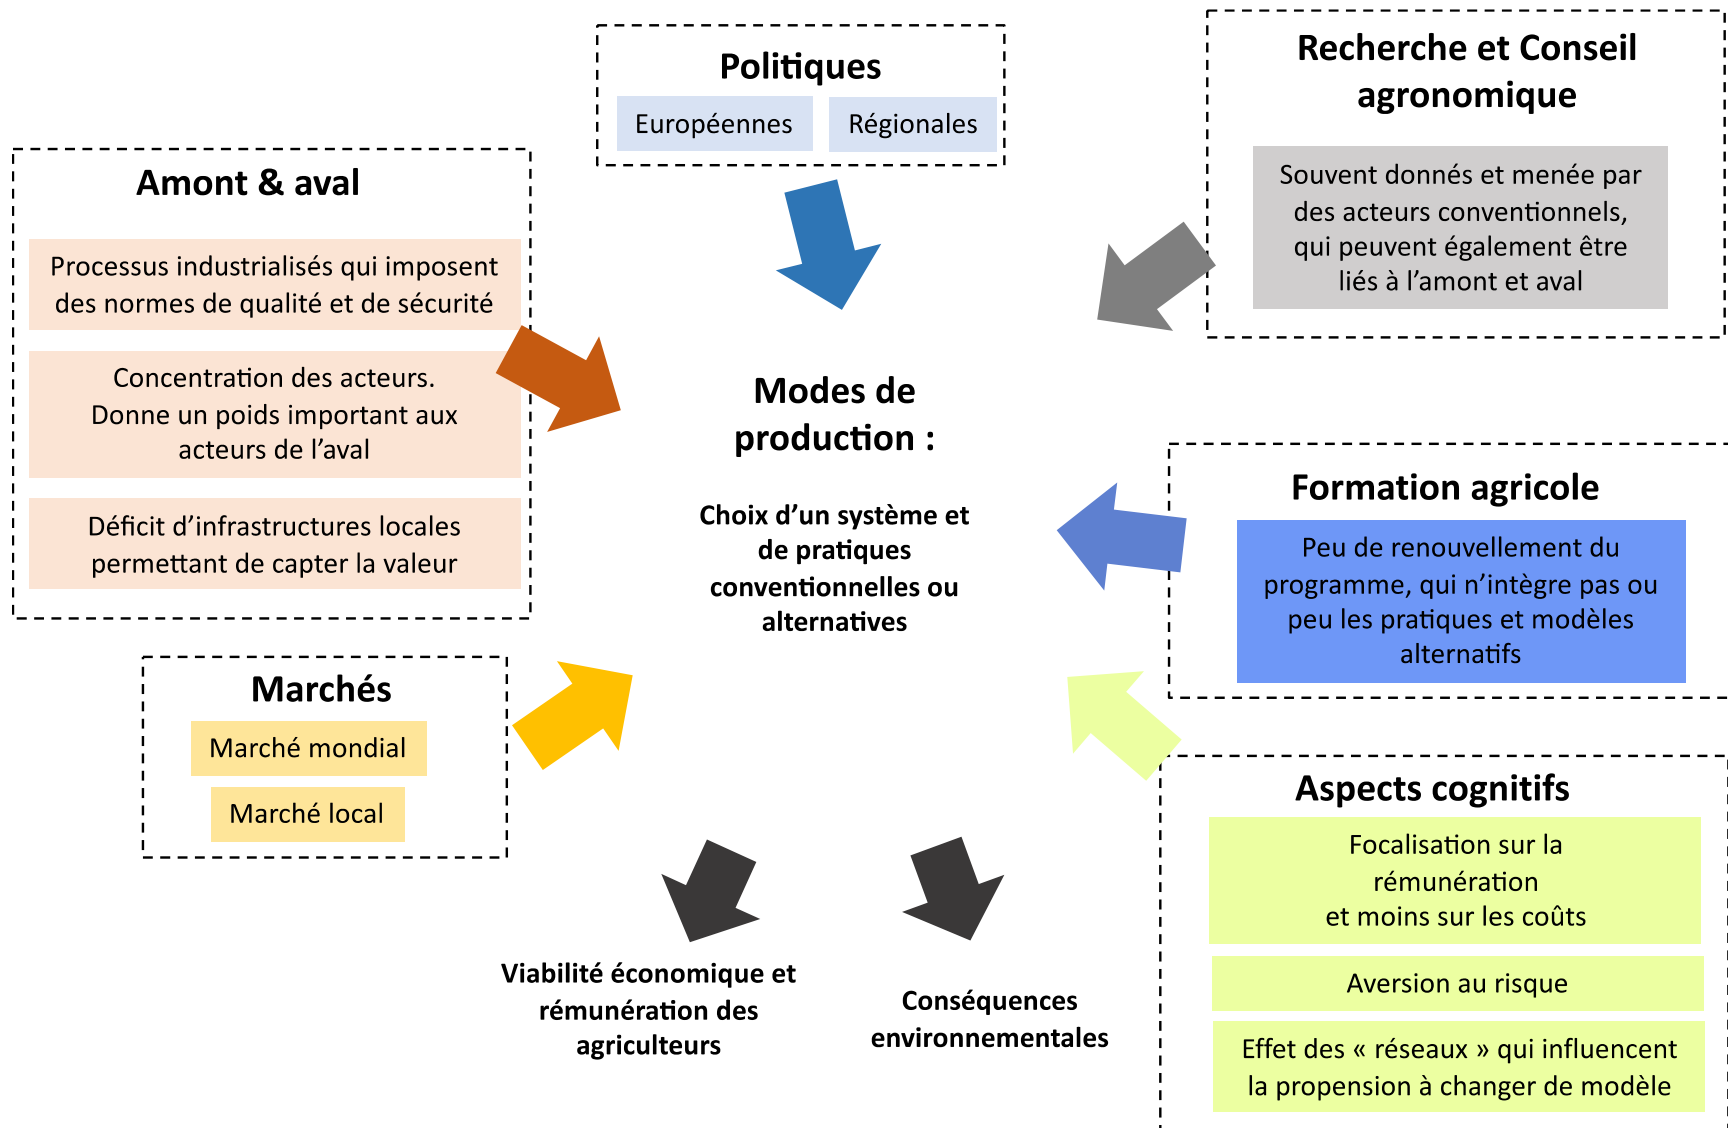 Politiques
Européennes
Régionales
Recherche et Conseil
agronomique
Souvent donnés et menée par
des acteurs conventionnels,
qui peuvent également être
liés à l'amont et aval
Amont & aval
Processus industrialisés qui imposent
des normes de qualité et de sécurité
Concentration des acteurs.
Donne un poids important aux
acteurs de l'aval
Déficit d'infrastructures locales
permettant de capter la valeur
Modes de
production :
Choix d'un système et
de pratiques
conventionnelles ou
alternatives
Formation agricole
Peu de renouvellement du
programme, qui n'intègre pas ou
peu les pratiques et modèles
alternatifs
Marchés
Marché mondial
Marché local
Aspects cognitifs
Focalisation sur la
rémunération
et moins sur les coûts
Aversion au risque
Effet des « réseaux » qui influencent
la propension à changer de modèle
Viabilité économique et
rémunération des
agriculteurs
Conséquences
environnementales